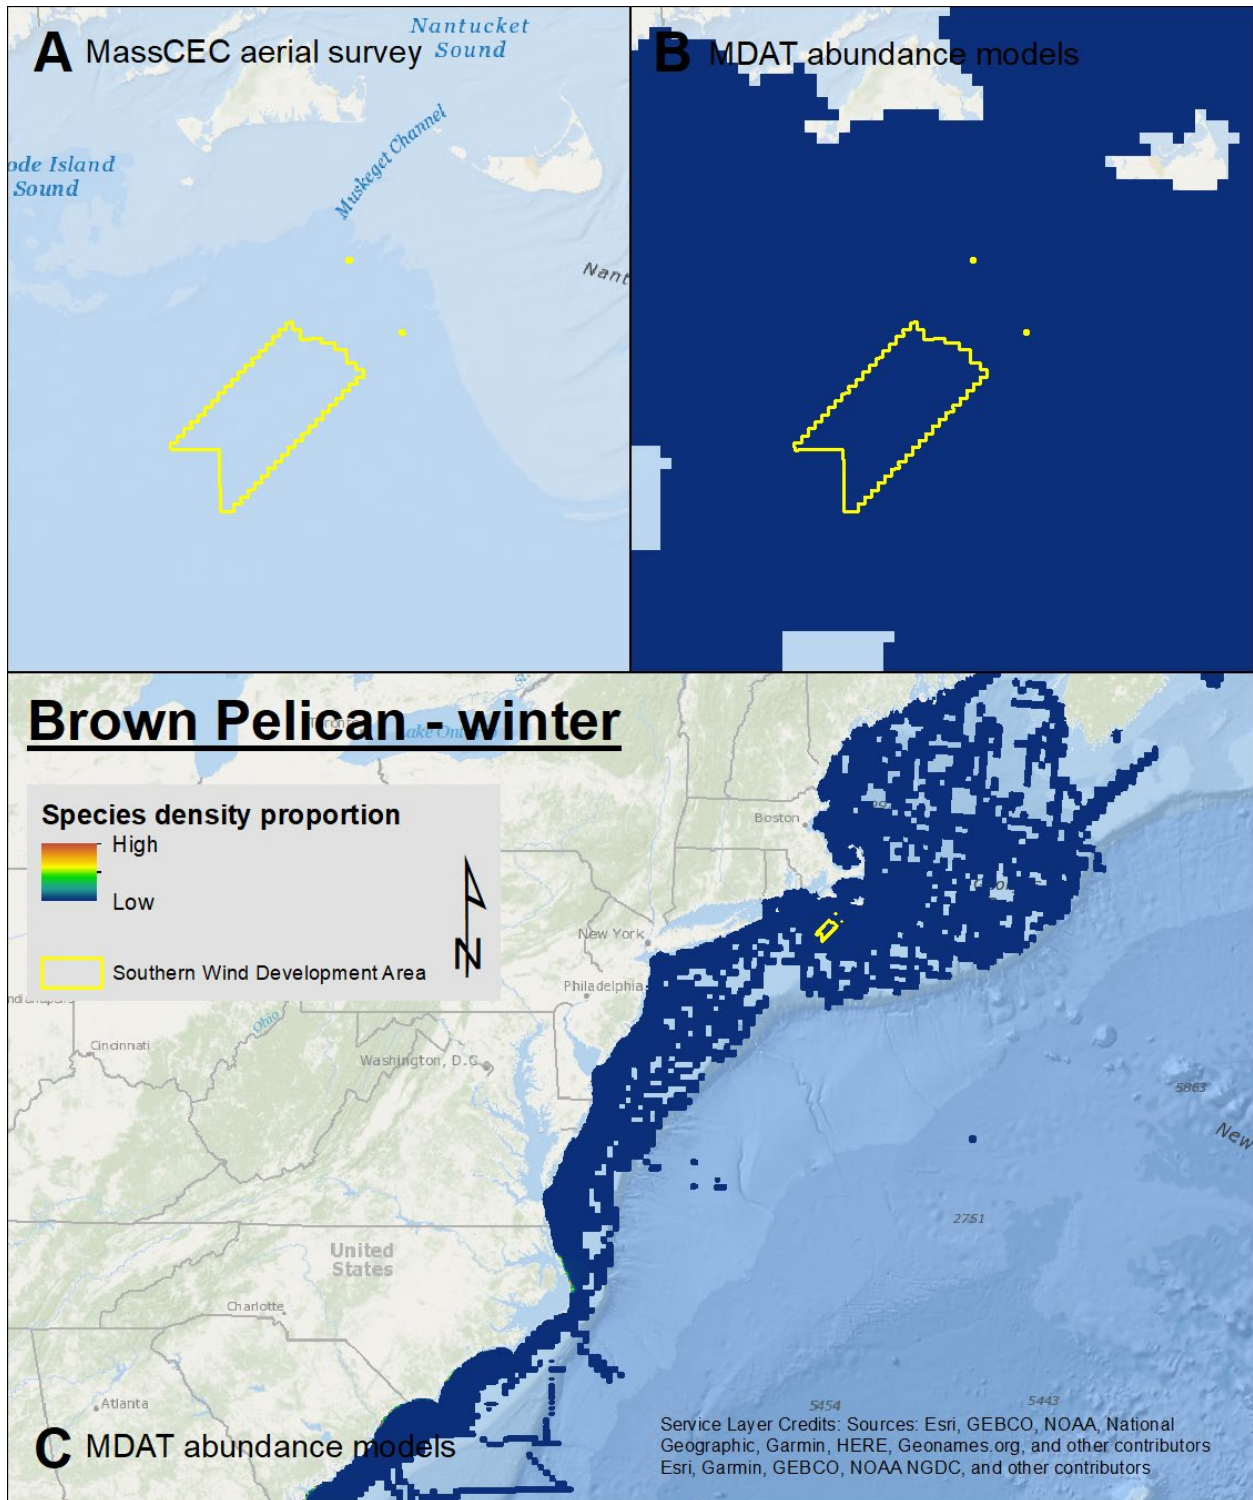 A MassCEC aerial survey
Nantucket
Sound
ode Island
Sound
Muskeget Channel
Nant
B MDAT abundance models
Brown Pelican - winter
Lake
Species density proportion
High
Low
N
Southern Wind Development Area
Boston
New York
Philadelphia
Ohio
Cincinnati
Washington, D.C.
5863
New
2751
United
States
Charlotte
Atlanta
5454
5443
C MDAT abundance models
Service Layer Credits: Sources: Esri, GEBCO, NOAA, National
Geographic, Garmin, HERE, Geonames.org, and other contributors
Esri, Garmin, GEBCO, NOAA NGDC, and other contributors